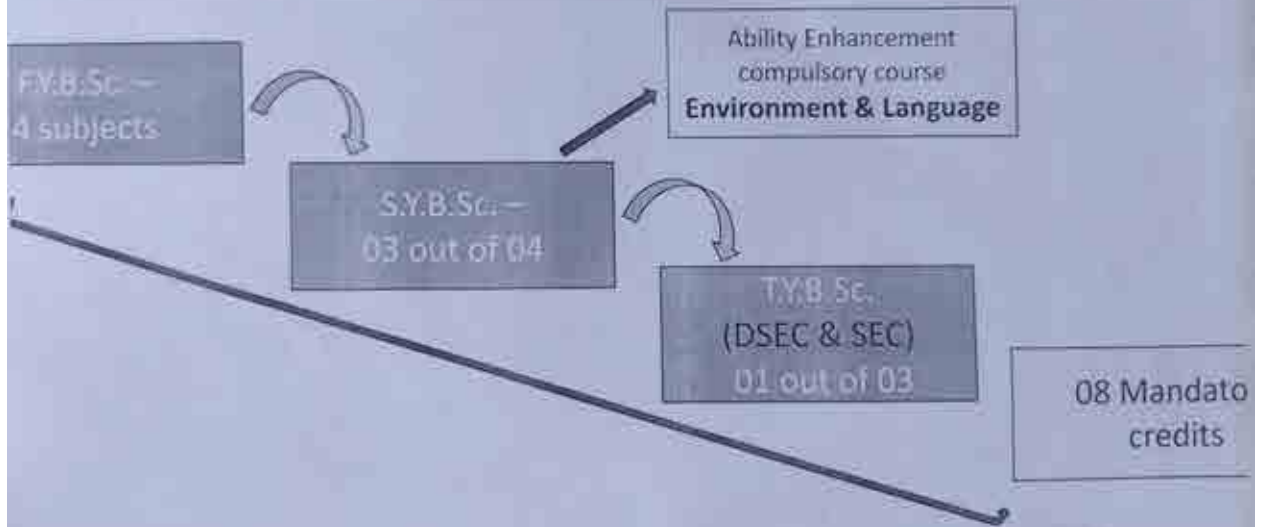 Ability Enhancement
compulsory course
Environment & Language
F.Y.B.Sc. –
4 subjects
S.Y.B.Sc. –
03 out of 04
T.Y.B.Sc.
(DSEC & SEC)
01 out of 03
08 Mandato
credits